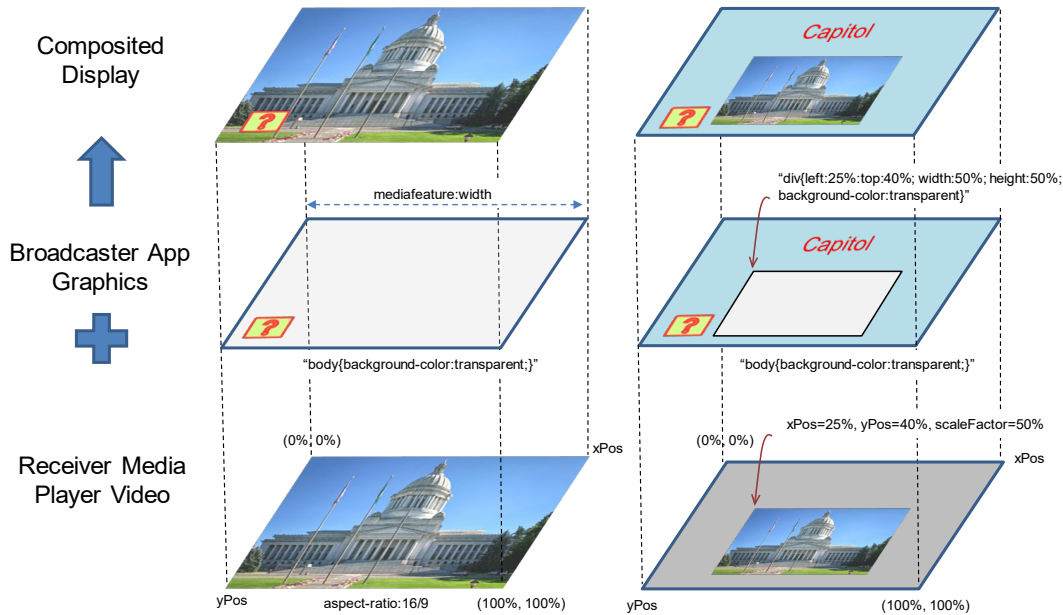 Composited
Display
?
Capitol
?
“div{left:25%:top:40%; width:50%; height:50%;
background-color:transparent}”
mediafeature:width
Broadcaster App
Graphics
?
Capitol
?
“body{background-color:transparent;}”
“body{background-color:transparent;}”
(0%, 0%)
xPos
xPos=25%, yPos=40%, scaleFactor=50%
(0%, 0%)
xPos
Receiver Media
Player Video
yPos
aspect-ratio:16/9
(100%, 100%)
yPos
(100%, 100%)